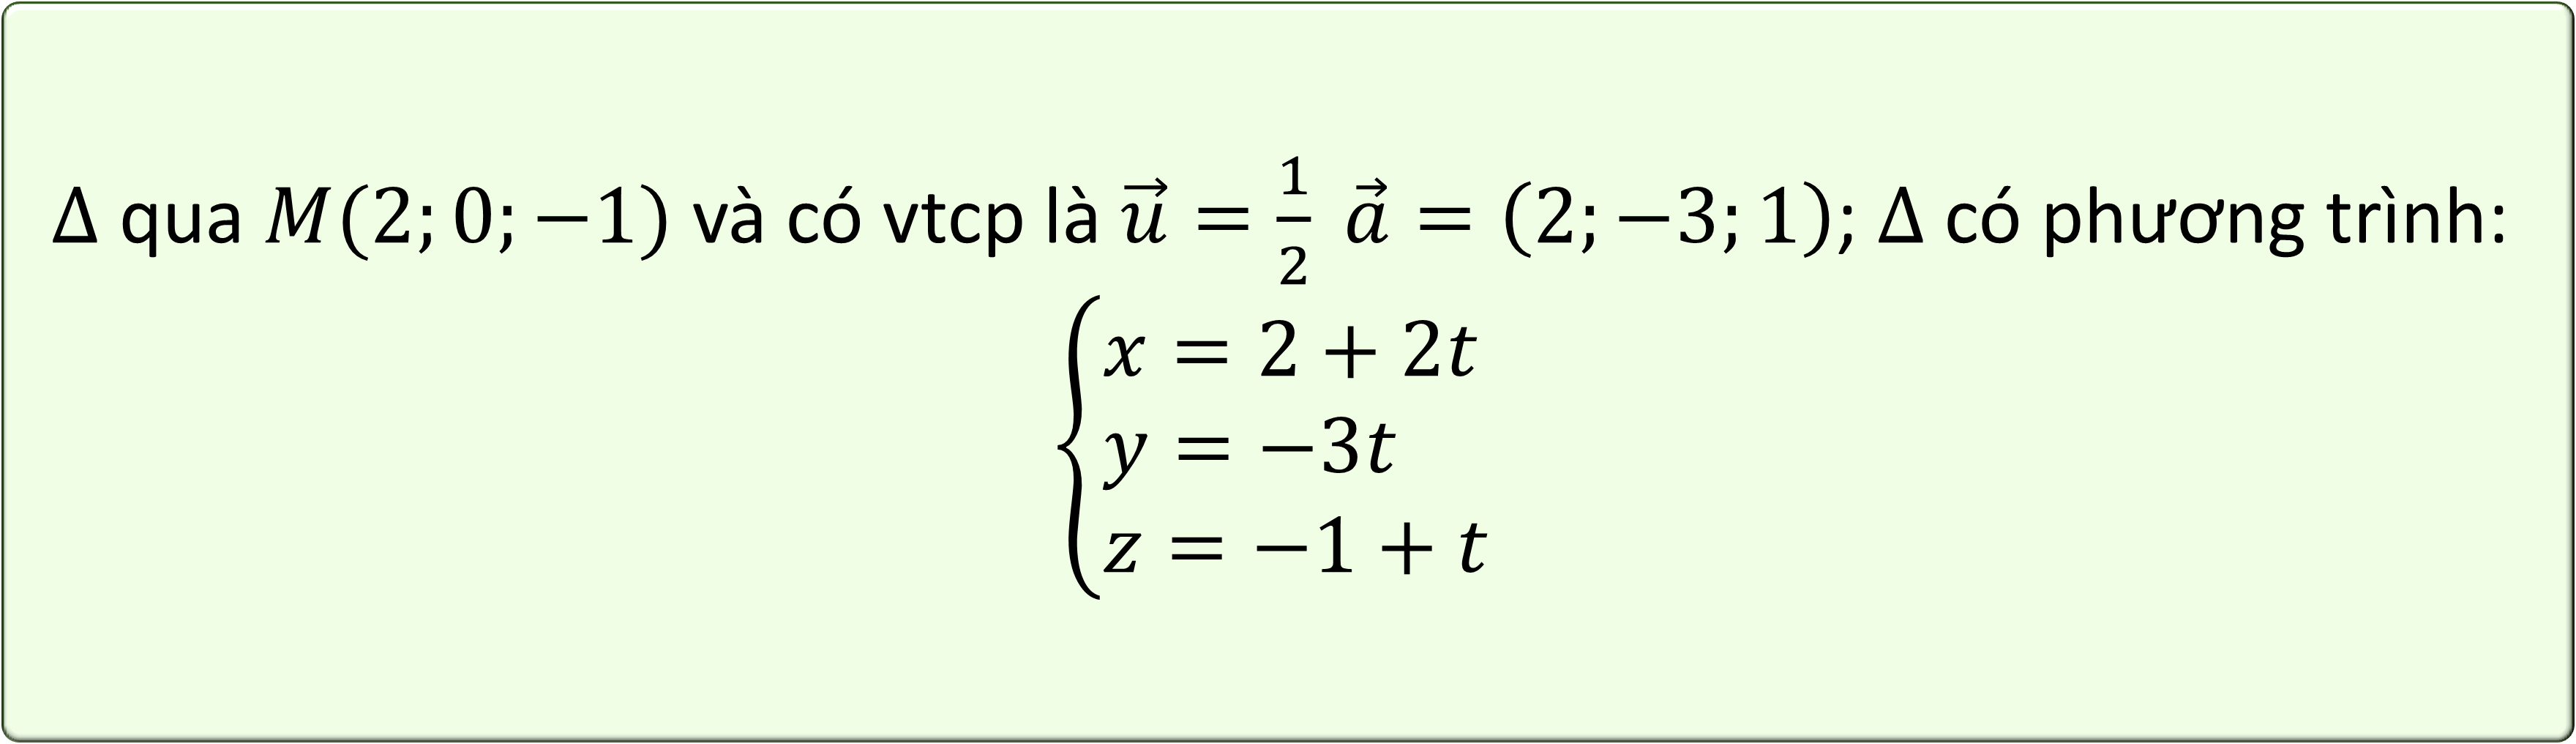 Δ qua M(2; 0; −1) và có vtcp là u⃗ = 1/2 a⃗ = (2; −3; 1); Δ có phương trình:
x = 2 + 2t
y = −3t
z = −1 + t